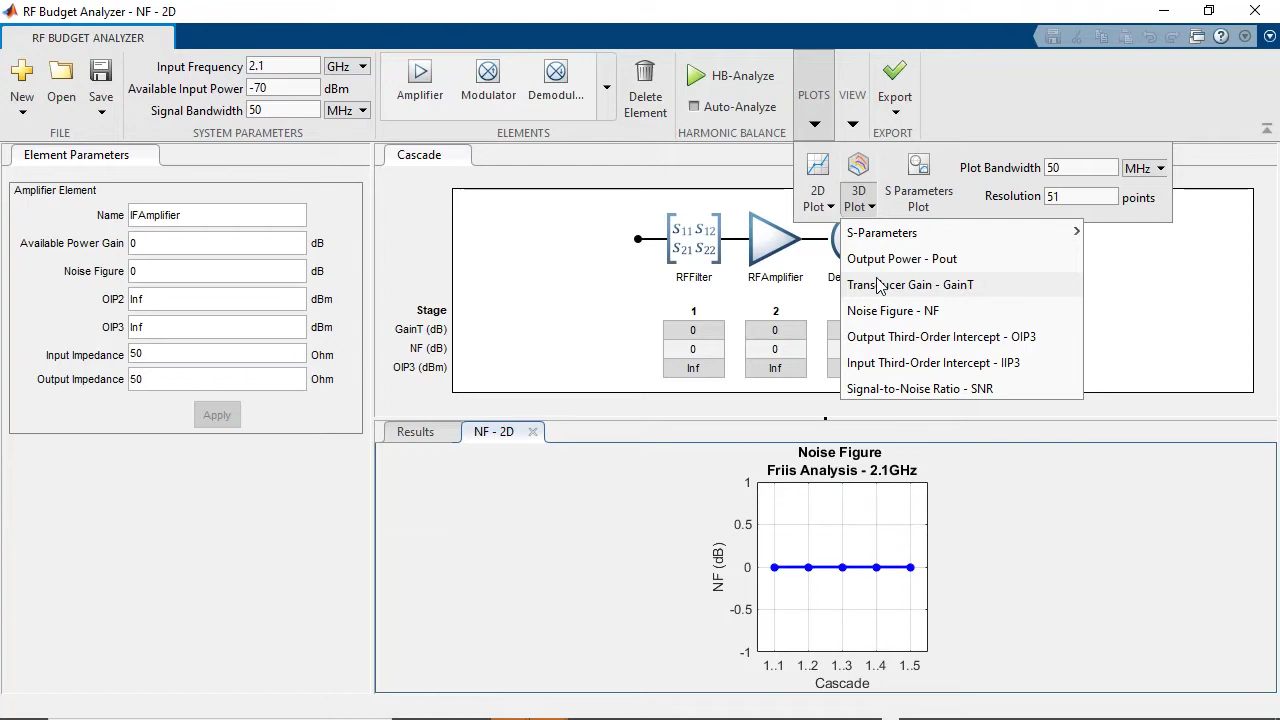 RF Budget Analyzer - NF - 2D
RF BUDGET ANALYZER
New
Open
Save
FILE
Input Frequency 2.1 GHz
Available Input Power -70 dBm
Signal Bandwidth 50 MHz
SYSTEM PARAMETERS
Amplifier
Modulator
Demodul...
ELEMENTS
Delete
Element
HB-Analyze
Auto-Analyze
HARMONIC BALANCE
PLOTS
VIEW
Export
EXPORT
2D
Plot
3D
Plot
S Parameters
Plot
Plot Bandwidth 50 MHz
Resolution 51 points
S-Parameters
Output Power - Pout
Transducer Gain - GainT
Noise Figure - NF
Output Third-Order Intercept - OIP3
Input Third-Order Intercept - IIP3
Signal-to-Noise Ratio - SNR
Element Parameters
Amplifier Element
Name IFAmplifier
Available Power Gain 0 dB
Noise Figure 0 dB
OIP2 Inf dBm
OIP3 Inf dBm
Input Impedance 50 Ohm
Output Impedance 50 Ohm
Apply
Cascade
S11 S12
S21 S22
RFFilter
RFAmplifier
De
Stage 1 2
GainT (dB) 0 0
NF (dB) 0 0
OIP3 (dBm) Inf Inf
Results
NF - 2D
Noise Figure
Friis Analysis - 2.1GHz
NF (dB)
1
0.5
0
-0.5
-1
1..1 1..2 1..3 1..4 1..5
Cascade